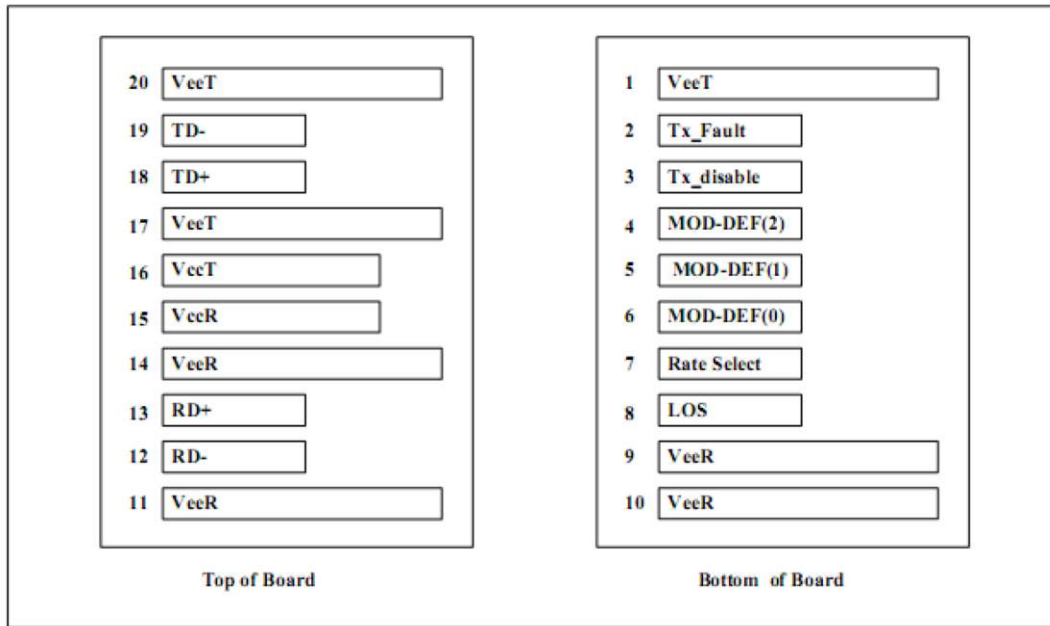 20 VeeT
19 TD-
18 TD+
17 VeeT
16 VccT
15 VccR
14 VeeR
13 RD+
12 RD-
11 VeeR
Top of Board
1 VeeT
2 Tx_Fault
3 Tx_disable
4 MOD-DEF(2)
5 MOD-DEF(1)
6 MOD-DEF(0)
7 Rate Select
8 LOS
9 VeeR
10 VeeR
Bottom of Board